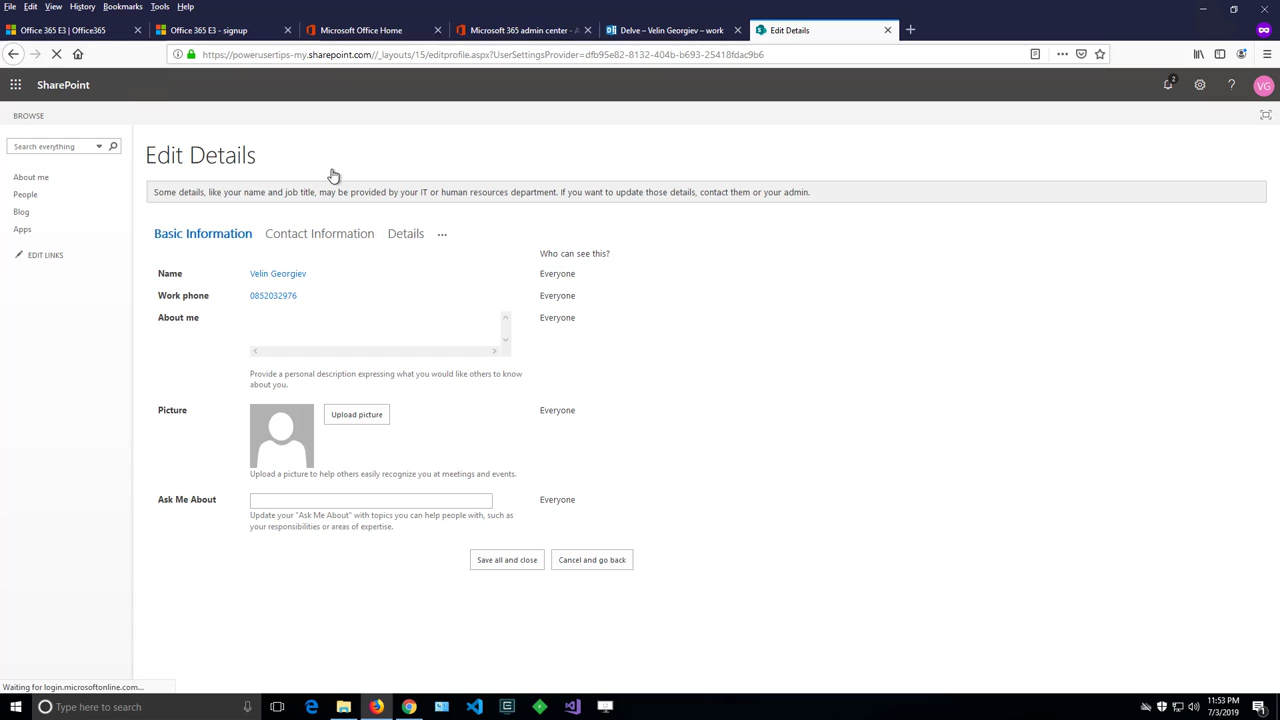 File Edit View History Bookmarks Tools Help
Office 365 E3 | Office365
Office 365 E3 - signup
Microsoft Office Home
Microsoft 365 admin center - A
Delve – Velin Georgiev – work
Edit Details
https://powerusertips-my.sharepoint.com//_layouts/15/editprofile.aspx?UserSettingsProvider=dfb95e82-8132-404b-b693-25418fdac9b6
SharePoint
2
?
VG
BROWSE
Search everything
About me
People
Blog
Apps
EDIT LINKS
Edit Details
Some details, like your name and job title, may be provided by your IT or human resources department. If you want to update those details, contact them or your admin.
Basic Information Contact Information Details ...
Who can see this?
Name Velin Georgiev Everyone
Work phone 0852032976 Everyone
About me Everyone
Provide a personal description expressing what you would like others to know
about you.
Picture Upload picture Everyone
Upload a picture to help others easily recognize you at meetings and events.
Ask Me About Everyone
Update your "Ask Me About" with topics you can help people with, such as
your responsibilities or areas of expertise.
Save all and close Cancel and go back
Waiting for login.microsoftonline.com...
Type here to search
11:53 PM
7/3/2019
1